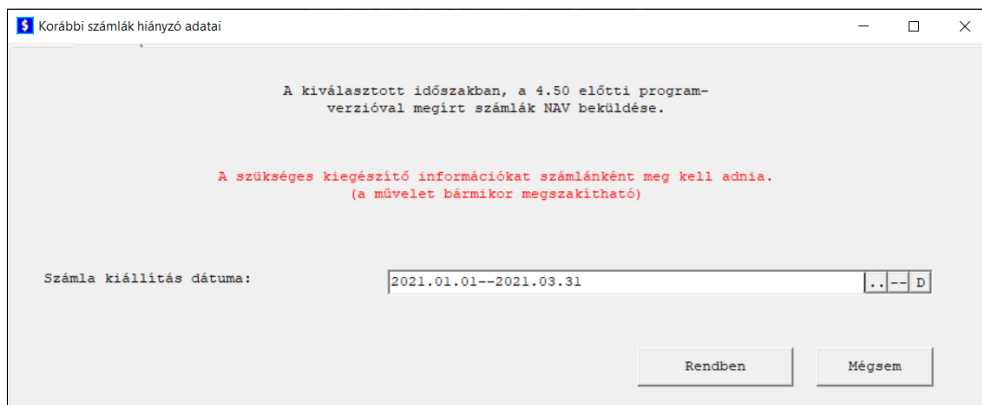 $ Korábbi számlák hiányzó adatai
A kiválasztott időszakban, a 4.50 előtti program-
verzióval megírt számlák NAV beküldése.
A szükséges kiegészítő információkat számlánként meg kell adnia.
(a művelet bármikor megszakítható)
Számla kiállítás dátuma: 2021.01.01--2021.03.31 .. -- D
Rendben Mégsem